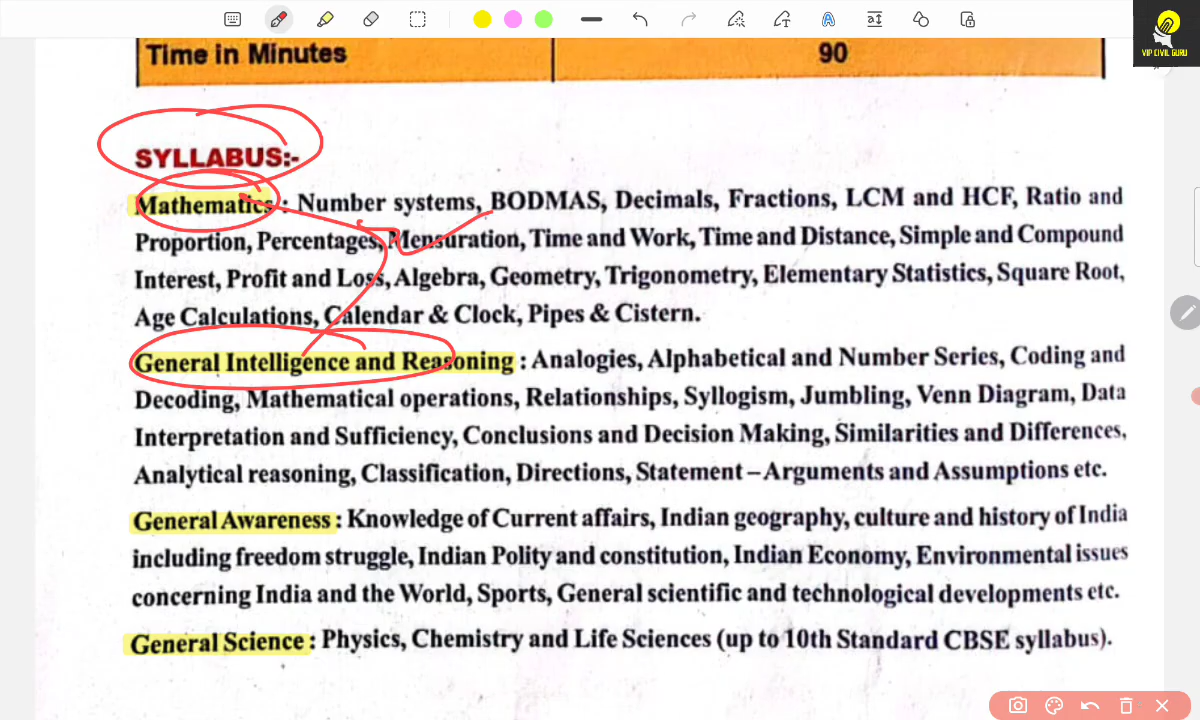 VIP CIVIL GURU
Time in Minutes 90
SYLLABUS:-
Mathematics : Number systems, BODMAS, Decimals, Fractions, LCM and HCF, Ratio and
Proportion, Percentages, Mensuration, Time and Work, Time and Distance, Simple and Compound
Interest, Profit and Loss, Algebra, Geometry, Trigonometry, Elementary Statistics, Square Root,
Age Calculations, Calendar & Clock, Pipes & Cistern.
General Intelligence and Reasoning : Analogies, Alphabetical and Number Series, Coding and
Decoding, Mathematical operations, Relationships, Syllogism, Jumbling, Venn Diagram, Data
Interpretation and Sufficiency, Conclusions and Decision Making, Similarities and Differences,
Analytical reasoning, Classification, Directions, Statement – Arguments and Assumptions etc.
General Awareness : Knowledge of Current affairs, Indian geography, culture and history of India
including freedom struggle, Indian Polity and constitution, Indian Economy, Environmental issues
concerning India and the World, Sports, General scientific and technological developments etc.
General Science : Physics, Chemistry and Life Sciences (up to 10th Standard CBSE syllabus).